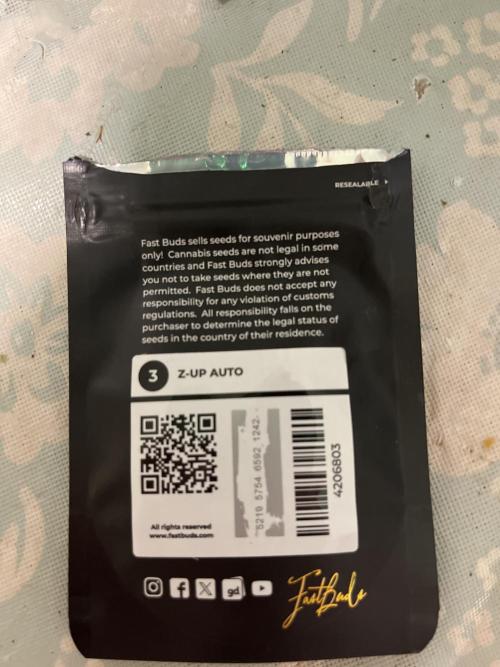 RESEALABLE
Fast Buds sells seeds for souvenir purposes
only! Cannabis seeds are not legal in some
countries and Fast Buds strongly advises
you not to take seeds where they are not
permitted. Fast Buds does not accept any
responsibility for any violation of customs
regulations. All responsibility falls on the
purchaser to determine the legal status of
seeds in the country of their residence.
3 Z-UP AUTO
5219 5754 6592 1242
4206803
All rights reserved
www.fastbuds.com
gd
FastBuds